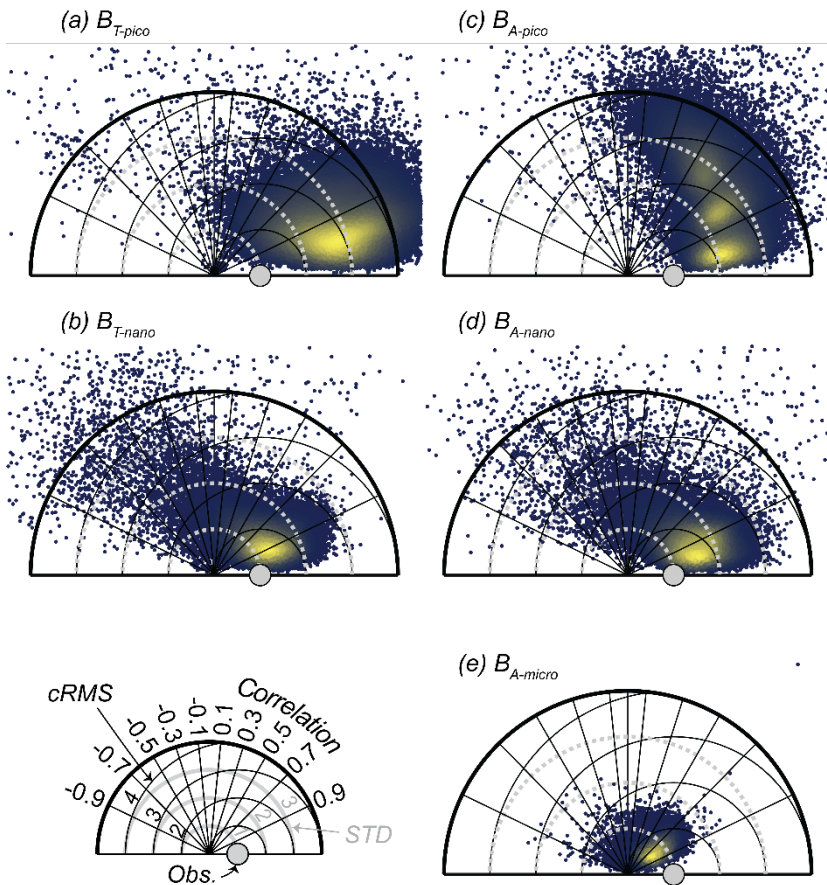 (a) B_T-pico
(c) B_A-pico
(b) B_T-nano
(d) B_A-nano
(e) B_A-micro
cRMS
Correlation
-0.9
-0.7
-0.5
-0.3
-0.1
0.1
0.3
0.5
0.7
0.9
4
3
2
1
2
3
STD
Obs.